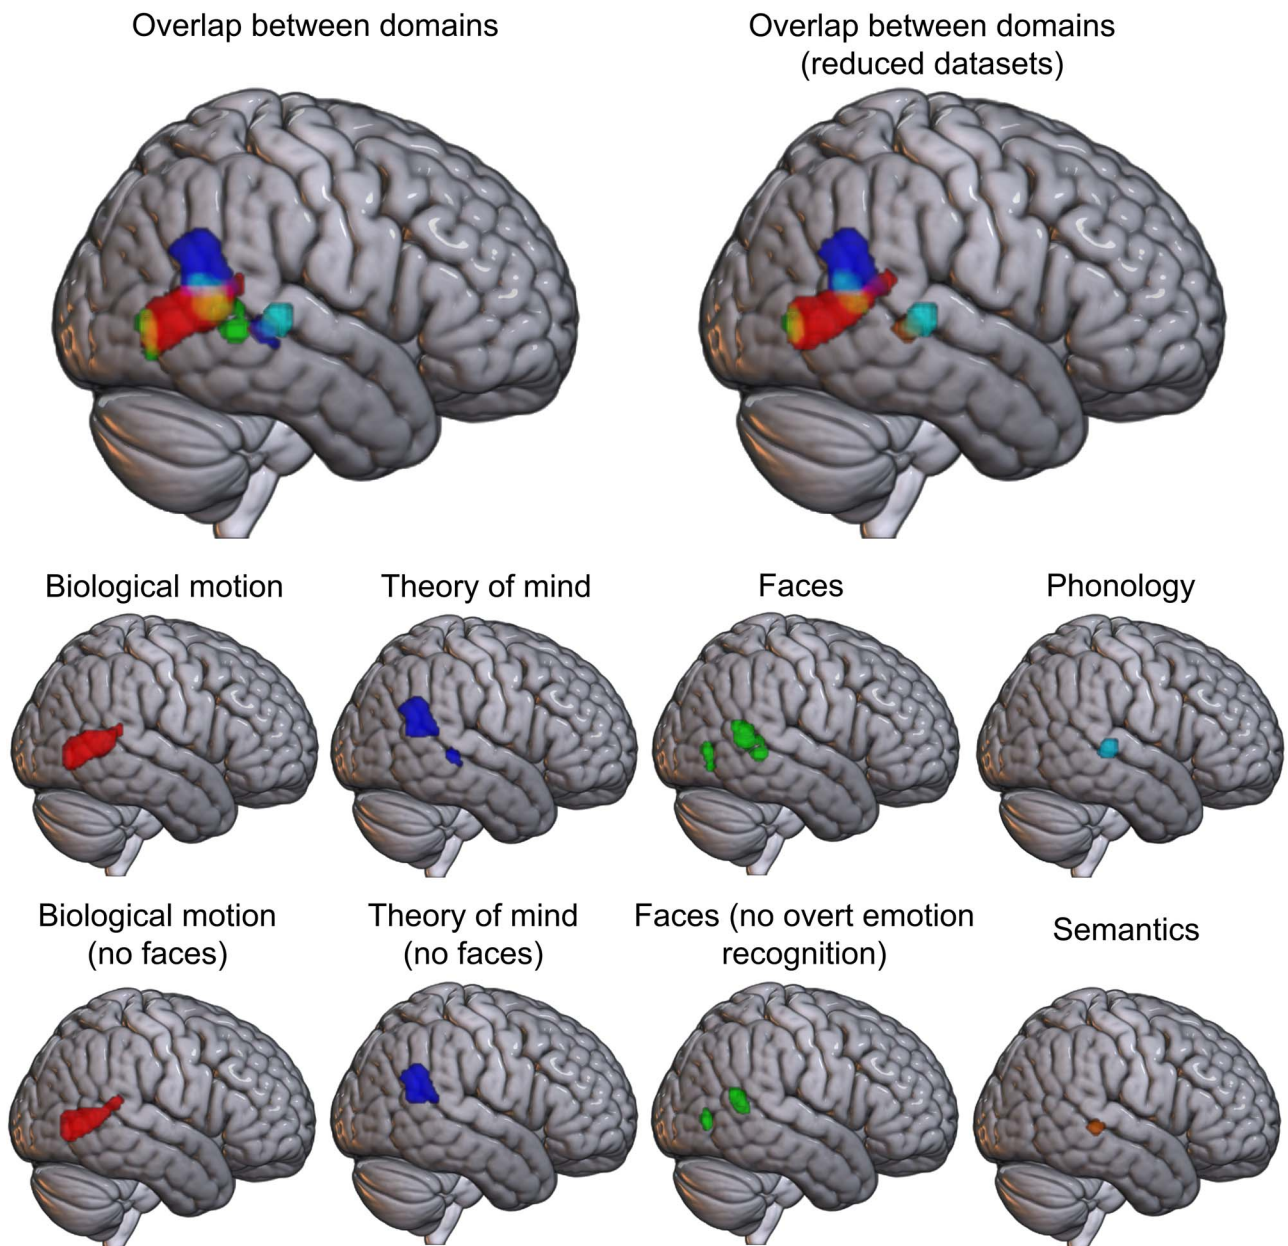 Overlap between domains
Overlap between domains
(reduced datasets)
Biological motion
Theory of mind
Faces
Phonology
Biological motion
(no faces)
Theory of mind
(no faces)
Faces (no overt emotion
recognition)
Semantics